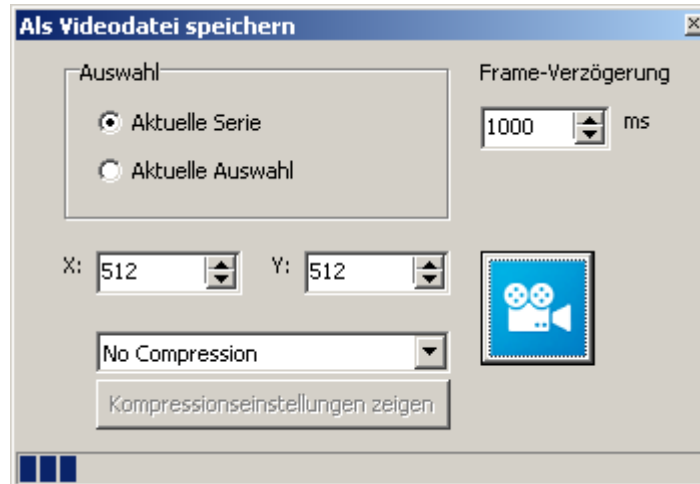 Als Videodatei speichern
Auswahl
Frame-Verzögerung
Aktuelle Serie
1000 ms
Aktuelle Auswahl
X: 512 Y: 512
No Compression
Kompressionseinstellungen zeigen